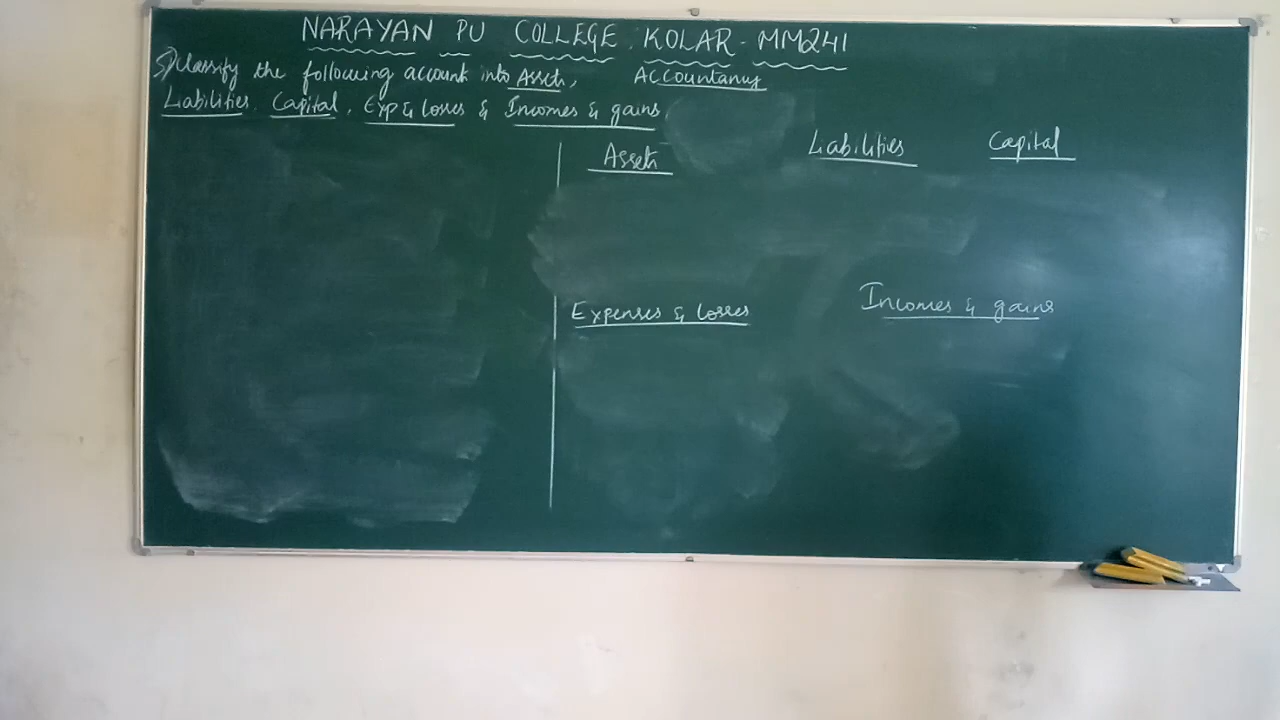 NARAYAN PU COLLEGE, KOLAR - MM241
5) Classify the following account into Assets, Accountancy
Liabilities, Capital, Exp & losses & Incomes & gains.
Assets Liabilities Capital
Expenses & losses Incomes & gains